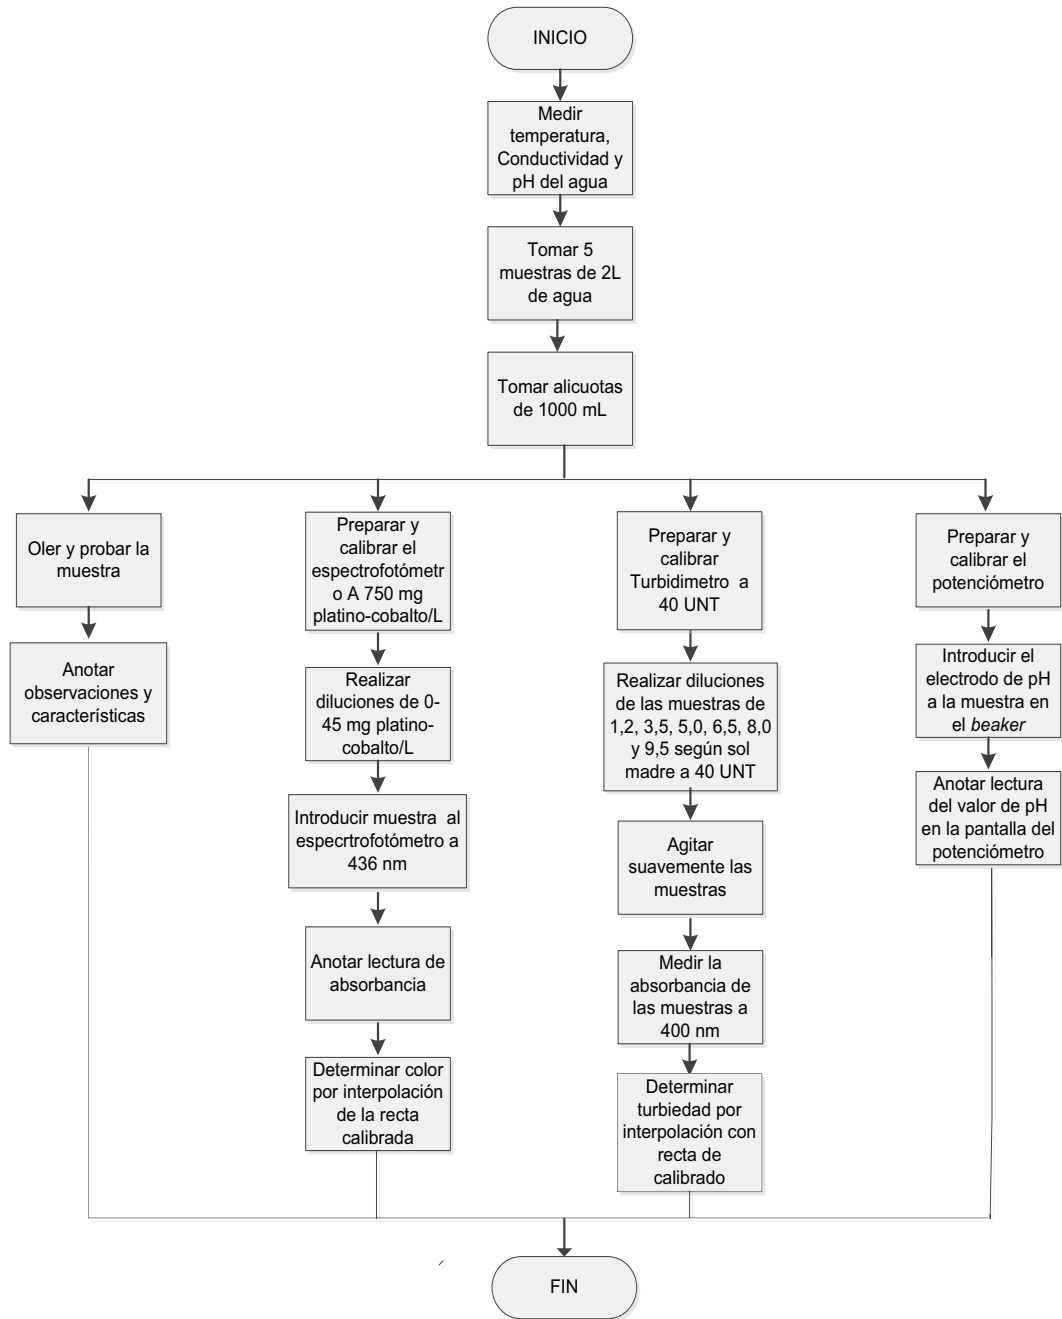 INICIO
Medir
temperatura,
Conductividad y
pH del agua
Tomar 5
muestras de 2L
de agua
Tomar alicuotas
de 1000 mL
Oler y probar la
muestra
Anotar
observaciones y
características
Preparar y
calibrar el
espectrofotómetr
o A 750 mg
platino-cobalto/L
Realizar
diluciones de 0-
45 mg platino-
cobalto/L
Introducir muestra al
especrtrofotómetro a
436 nm
Anotar lectura de
absorbancia
Determinar color
por interpolación
de la recta
calibrada
Preparar y
calibrar
Turbidimetro a
40 UNT
Realizar diluciones
de las muestras de
1,2, 3,5, 5,0, 6,5, 8,0
y 9,5 según sol
madre a 40 UNT
Agitar
suavemente las
muestras
Medir la
absorbancia de
las muestras a
400 nm
Determinar
turbiedad por
interpolación con
recta de
calibrado
Preparar y
calibrar el
potenciómetro
Introducir el
electrodo de pH
a la muestra en
el beaker
Anotar lectura
del valor de pH
en la pantalla del
potenciómetro
FIN